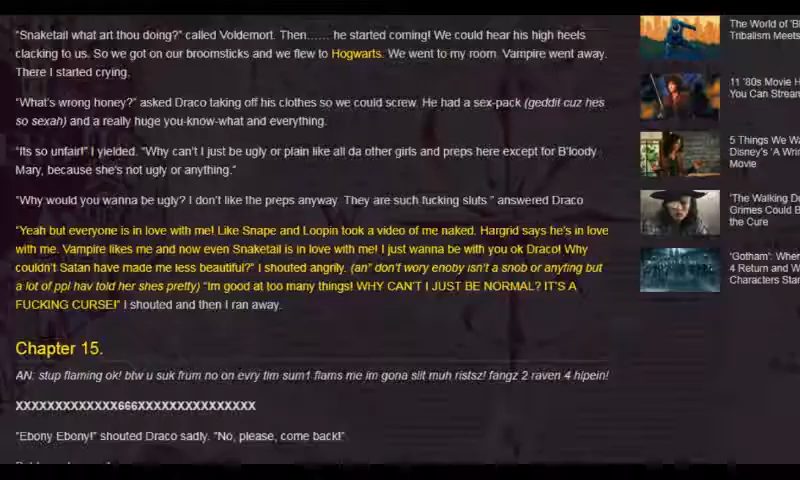 "Snaketail what art thou doing?" called Voldemort. Then…… he started coming! We could hear his high heels
clacking to us. So we got on our broomsticks and we flew to Hogwarts. We went to my room. Vampire went away.
There I started crying.
"What's wrong honey?" asked Draco taking off his clothes so we could screw. He had a sex-pack (geddit cuz hes
so sexah) and a really huge you-know-what and everything.
"Its so unfair!" I yielded. "Why can't I just be ugly or plain like all da other girls and preps here except for B'loody
Mary, because she's not ugly or anything."
"Why would you wanna be ugly? I don't like the preps anyway. They are such fucking sluts " answered Draco
"Yeah but everyone is in love with me! Like Snape and Loopin took a video of me naked. Hargrid says he's in love
with me. Vampire likes me and now even Snaketail is in love with me! I just wanna be with you ok Draco! Why
couldn't Satan have made me less beautiful?" I shouted angrily. (an" don't wory enoby isn't a snob or anyfing but
a lot of ppl hav told her shes pretty) "Im good at too many things! WHY CAN'T I JUST BE NORMAL? IT'S A
FUCKING CURSE!" I shouted and then I ran away.
Chapter 15.
AN: stup flaming ok! btw u suk frum no on evry tim sum1 flams me im gona slit muh ristsz! fangz 2 raven 4 hlpein!
XXXXXXXXXXXXX666XXXXXXXXXXXXXXX
"Ebony Ebony!" shouted Draco sadly. "No, please, come back!"
The World of 'Bl
Tribalism Meets
11 '80s Movie H
You Can Stream
5 Things We Wa
Disney's 'A Wrin
Movie
'The Walking De
Grimes Could B
the Cure
'Gotham': When
4 Return and W
Characters Star